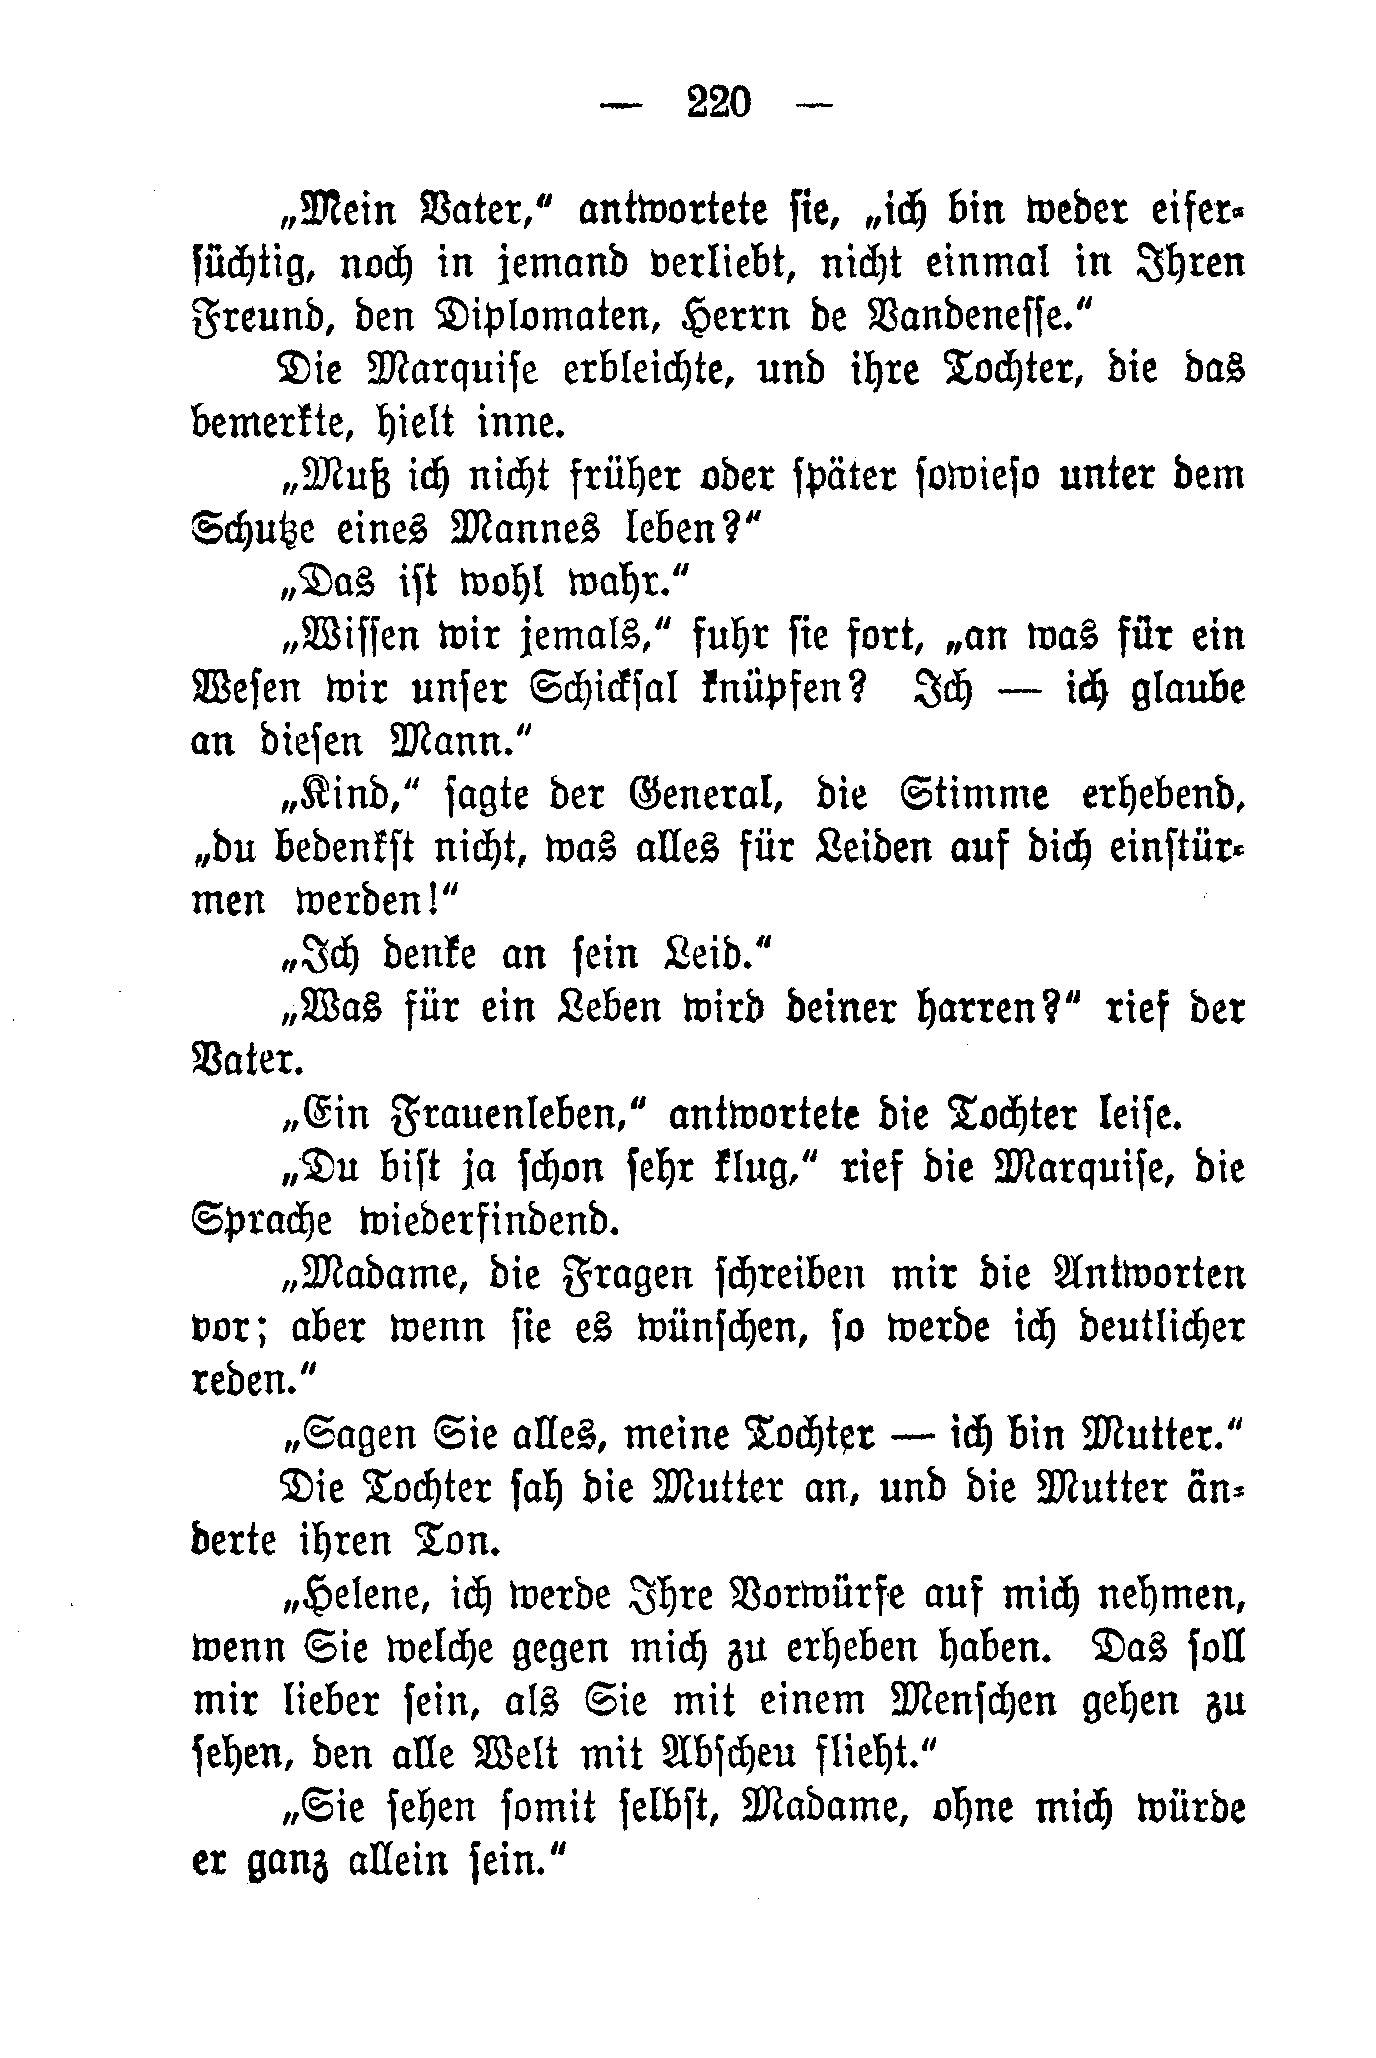 — 220 —
„Mein Vater,“ antwortete sie, „ich bin weder eifer-
süchtig, noch in jemand verliebt, nicht einmal in Ihren
Freund, den Diplomaten, Herrn de Vandenesse.“
Die Marquise erbleichte, und ihre Tochter, die das
bemerkte, hielt inne.
„Muß ich nicht früher oder später sowieso unter dem
Schutze eines Mannes leben?“
„Das ist wohl wahr.“
„Wissen wir jemals,“ fuhr sie fort, „an was für ein
Wesen wir unser Schicksal knüpfen? Ich — ich glaube
an diesen Mann.“
„Kind,“ sagte der General, die Stimme erhebend,
„du bedenkst nicht, was alles für Leiden auf dich einstür-
men werden!“
„Ich denke an sein Leid.“
„Was für ein Leben wird deiner harren?“ rief der
Vater.
„Ein Frauenleben,“ antwortete die Tochter leise.
„Du bist ja schon sehr klug,“ rief die Marquise, die
Sprache wiederfindend.
„Madame, die Fragen schreiben mir die Antworten
vor; aber wenn sie es wünschen, so werde ich deutlicher
reden.“
„Sagen Sie alles, meine Tochter — ich bin Mutter.“
Die Tochter sah die Mutter an, und die Mutter än-
derte ihren Ton.
„Helene, ich werde Ihre Vorwürfe auf mich nehmen,
wenn Sie welche gegen mich zu erheben haben. Das soll
mir lieber sein, als Sie mit einem Menschen gehen zu
sehen, den alle Welt mit Abscheu flieht.“
„Sie sehen somit selbst, Madame, ohne mich würde
er ganz allein sein.“